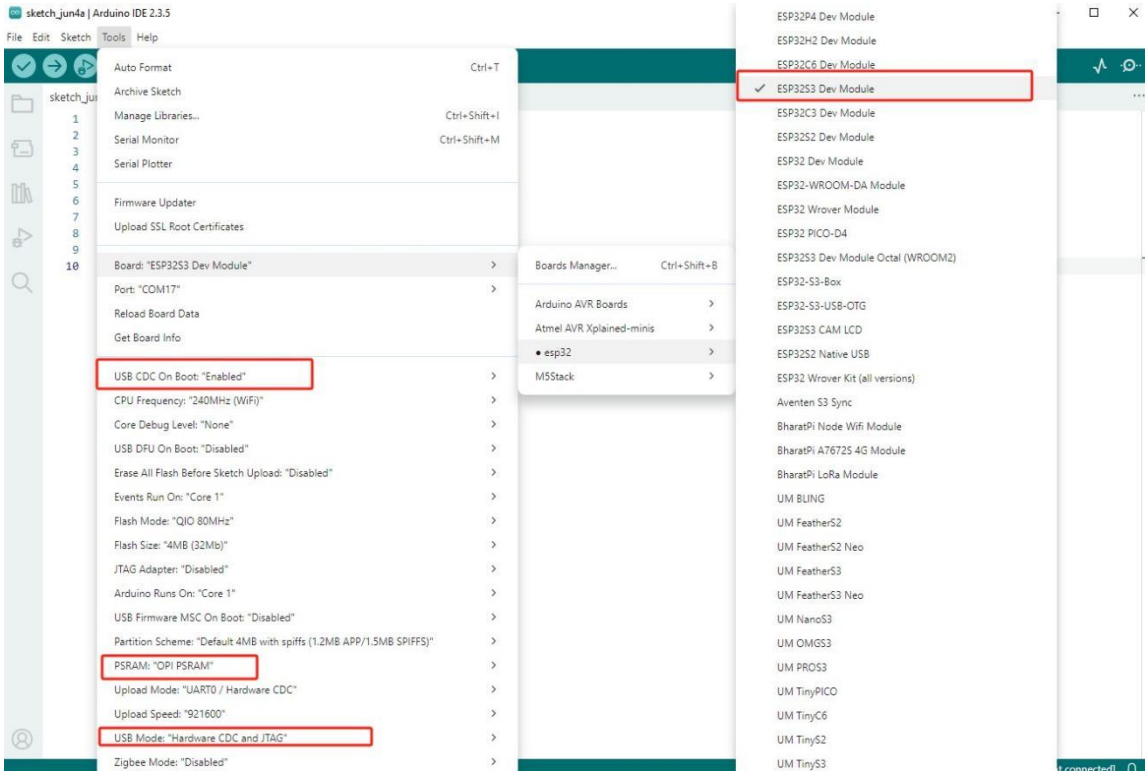 sketch_jun4a | Arduino IDE 2.3.5
File Edit Sketch Tools Help
sketch_jun
1
2
3
4
5
6
7
8
9
10
Auto Format Ctrl+T
Archive Sketch
Manage Libraries... Ctrl+Shift+I
Serial Monitor Ctrl+Shift+M
Serial Plotter
Firmware Updater
Upload SSL Root Certificates
Board: "ESP32S3 Dev Module"
Port: "COM17"
Reload Board Data
Get Board Info
USB CDC On Boot: "Enabled"
CPU Frequency: "240MHz (WiFi)"
Core Debug Level: "None"
USB DFU On Boot: "Disabled"
Erase All Flash Before Sketch Upload: "Disabled"
Events Run On: "Core 1"
Flash Mode: "QIO 80MHz"
Flash Size: "4MB (32Mb)"
JTAG Adapter: "Disabled"
Arduino Runs On: "Core 1"
USB Firmware MSC On Boot: "Disabled"
Partition Scheme: "Default 4MB with spiffs (1.2MB APP/1.5MB SPIFFS)"
PSRAM: "OPI PSRAM"
Upload Mode: "UART0 / Hardware CDC"
Upload Speed: "921600"
USB Mode: "Hardware CDC and JTAG"
Zigbee Mode: "Disabled"
Boards Manager... Ctrl+Shift+B
Arduino AVR Boards
Atmel AVR Xplained-minis
esp32
M5Stack
ESP32P4 Dev Module
ESP32H2 Dev Module
ESP32C6 Dev Module
ESP32S3 Dev Module
ESP32C3 Dev Module
ESP32S2 Dev Module
ESP32 Dev Module
ESP32-WROOM-DA Module
ESP32 Wrover Module
ESP32 PICO-D4
ESP32S3 Dev Module Octal (WROOM2)
ESP32-S3-Box
ESP32-S3-USB-OTG
ESP32S3 CAM LCD
ESP32S2 Native USB
ESP32 Wrover Kit (all versions)
Aventen S3 Sync
BharatPi Node Wifi Module
BharatPi A7672S 4G Module
BharatPi LoRa Module
UM BLING
UM FeatherS2
UM FeatherS2 Neo
UM FeatherS3
UM FeatherS3 Neo
UM NanoS3
UM OMGS3
UM PROS3
UM TinyPICO
UM TinyC6
UM TinyS2
UM TinyS3
t connected]